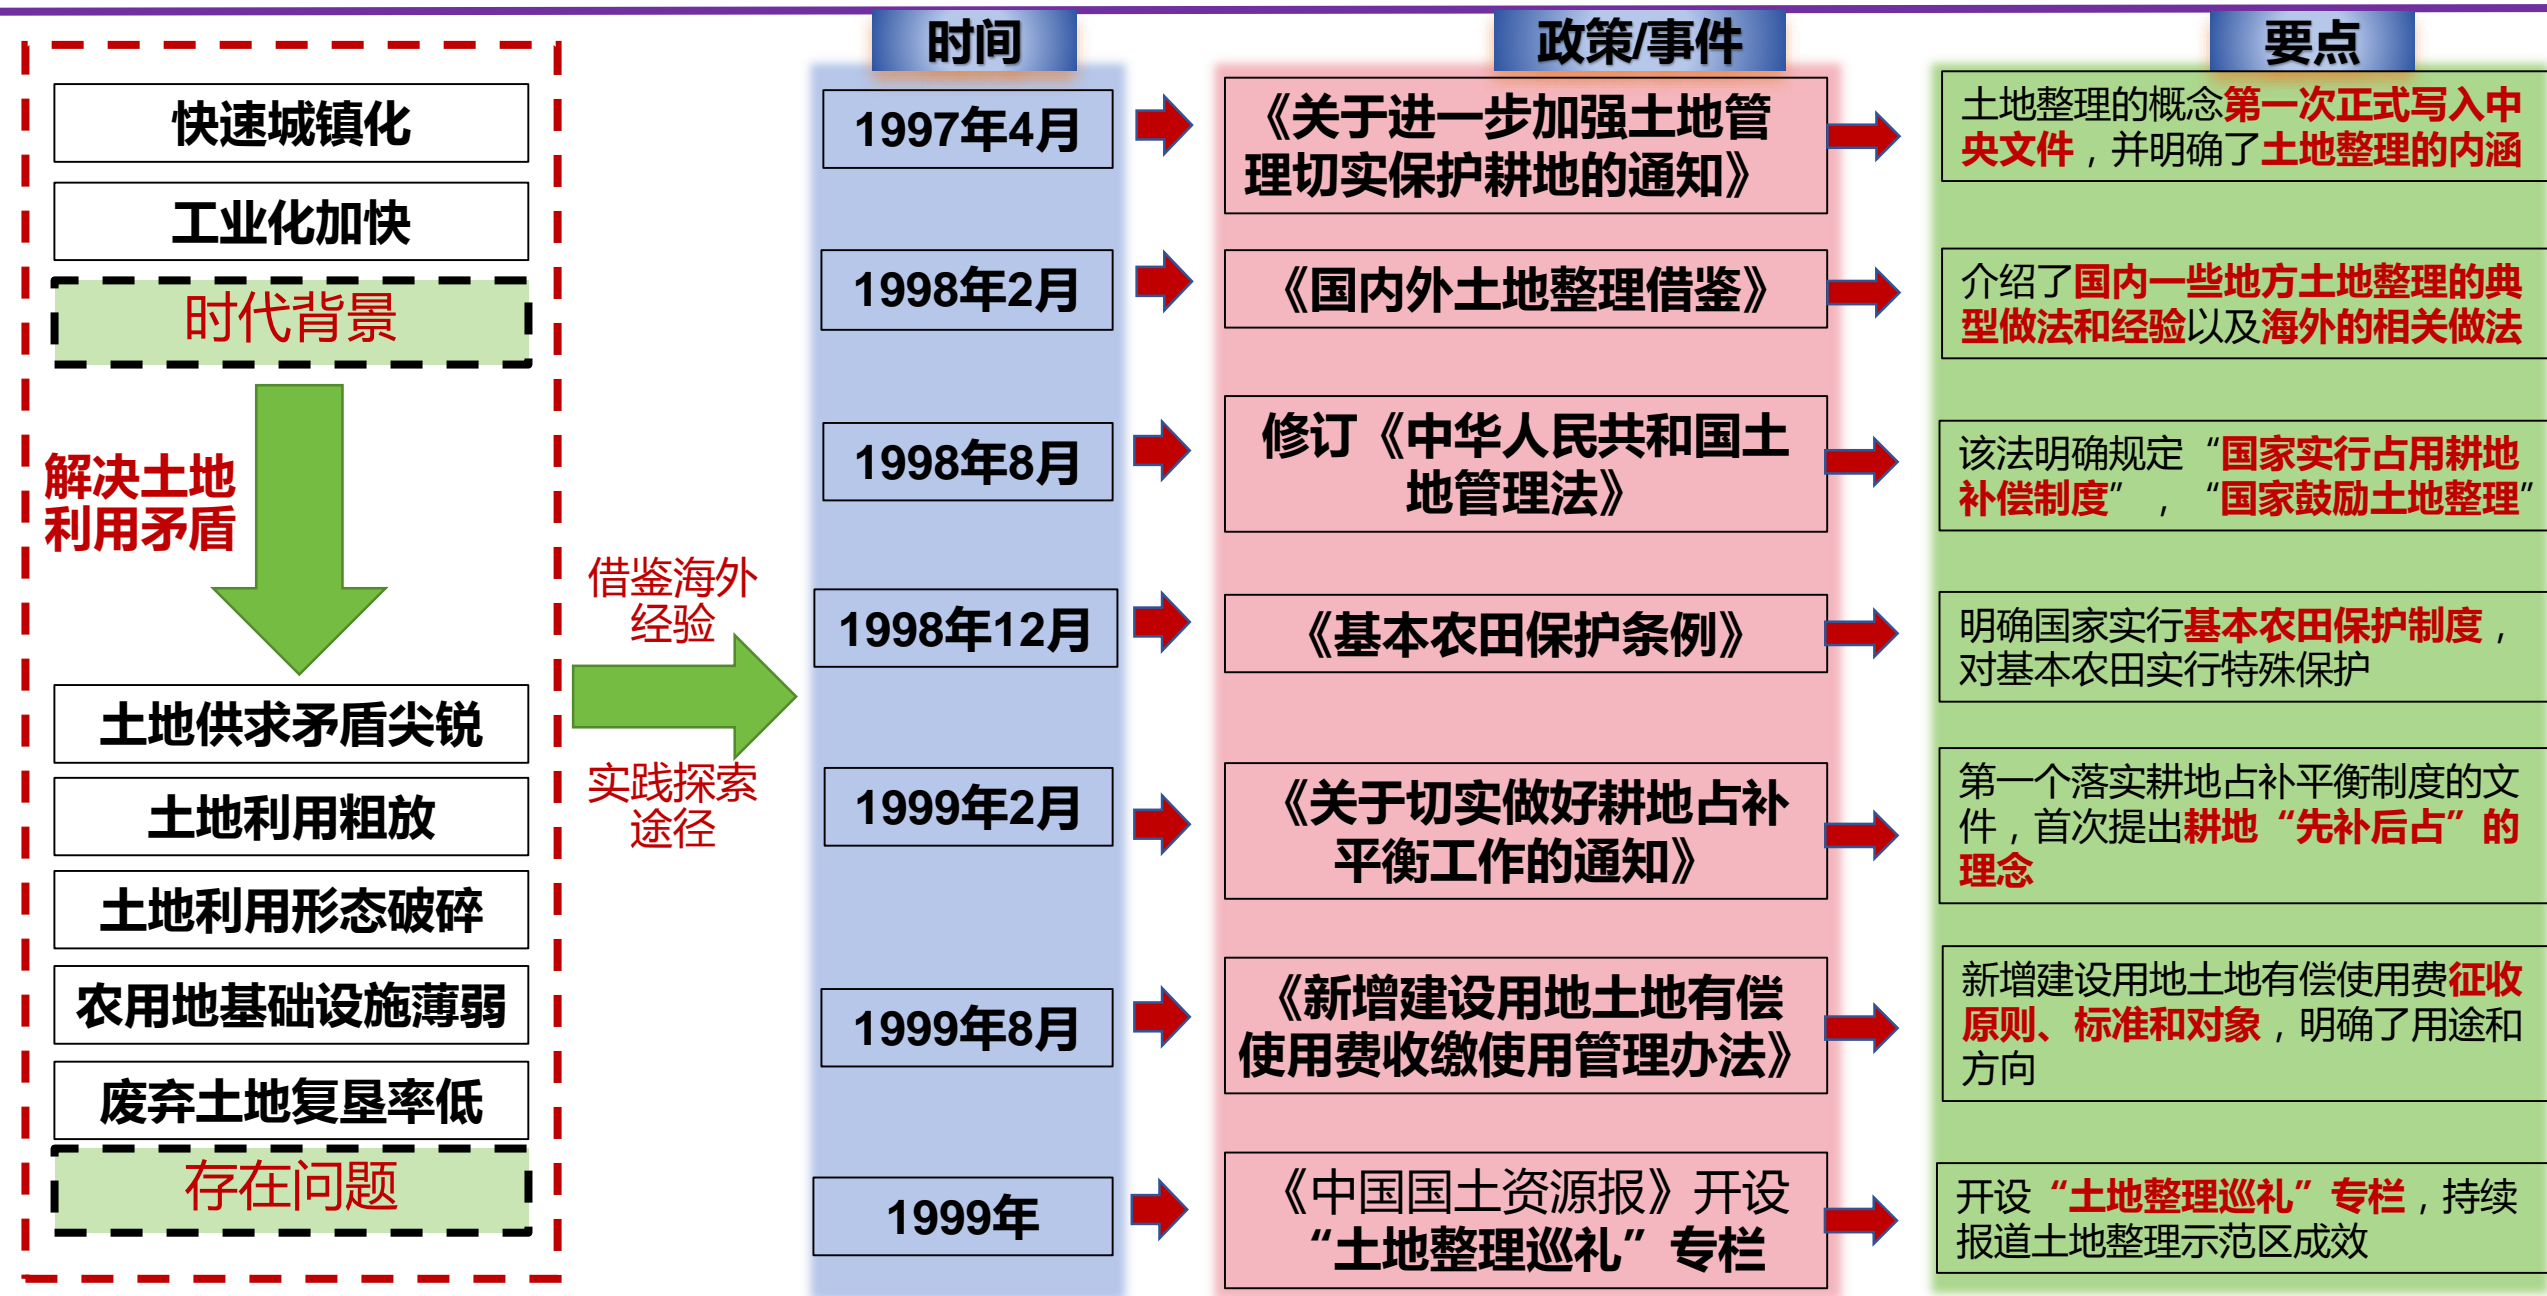 快速城镇化
工业化加快
时代背景
解决土地
利用矛盾
土地供求矛盾尖锐
土地利用粗放
土地利用形态破碎
农用地基础设施薄弱
废弃土地复垦率低
存在问题
借鉴海外
经验
实践探索
途径
时间
政策/事件
要点
1997年4月
《关于进一步加强土地管
理切实保护耕地的通知》
土地整理的概念第一次正式写入中
央文件，并明确了土地整理的内涵
1998年2月
《国内外土地整理借鉴》
介绍了国内一些地方土地整理的典
型做法和经验以及海外的相关做法
1998年8月
修订《中华人民共和国土
地管理法》
该法明确规定“国家实行占用耕地
补偿制度”，“国家鼓励土地整理”
1998年12月
《基本农田保护条例》
明确国家实行基本农田保护制度，
对基本农田实行特殊保护
1999年2月
《关于切实做好耕地占补
平衡工作的通知》
第一个落实耕地占补平衡制度的文
件，首次提出耕地“先补后占”的
理念
1999年8月
《新增建设用地土地有偿
使用费收缴使用管理办法》
新增建设用地土地有偿使用费征收
原则、标准和对象，明确了用途和
方向
1999年
《中国国土资源报》开设
“土地整理巡礼”专栏
开设“土地整理巡礼”专栏，持续
报道土地整理示范区成效